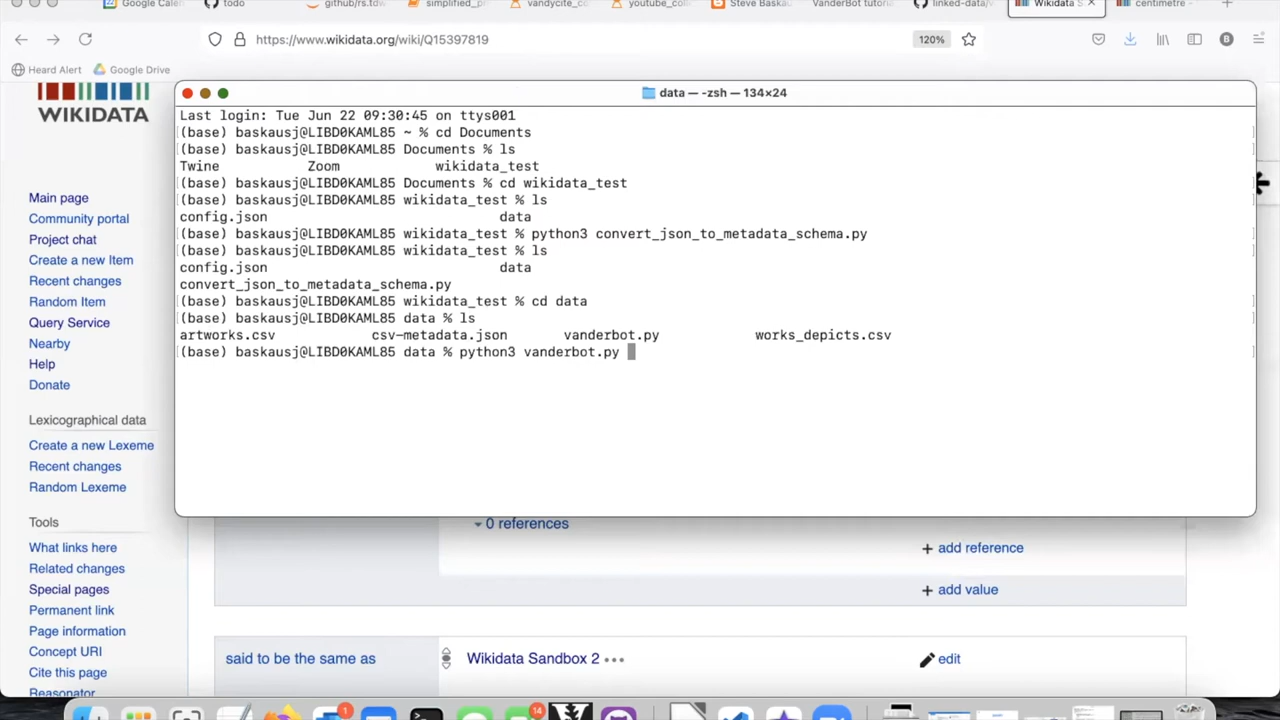 Google Cale
todo
github/rs.tdw
simplified_pr
vandycite_co
youtube_coll
Steve Baskau
VanderBot tutoria
linked-data/v
Wikidata S
centimetre -
https://www.wikidata.org/wiki/Q15397819
120%
B
Heard Alert
Google Drive
WIKIDATA
data — -zsh — 134×24
Last login: Tue Jun 22 09:30:45 on ttys001
(base) baskausj@LIBD0KAML85 ~ % cd Documents
(base) baskausj@LIBD0KAML85 Documents % ls
Twine Zoom wikidata_test
(base) baskausj@LIBD0KAML85 Documents % cd wikidata_test
(base) baskausj@LIBD0KAML85 wikidata_test % ls
config.json data
(base) baskausj@LIBD0KAML85 wikidata_test % python3 convert_json_to_metadata_schema.py
(base) baskausj@LIBD0KAML85 wikidata_test % ls
config.json data
convert_json_to_metadata_schema.py
(base) baskausj@LIBD0KAML85 wikidata_test % cd data
(base) baskausj@LIBD0KAML85 data % ls
artworks.csv csv-metadata.json vanderbot.py works_depicts.csv
(base) baskausj@LIBD0KAML85 data % python3 vanderbot.py
Main page
Community portal
Project chat
Create a new Item
Recent changes
Random Item
Query Service
Nearby
Help
Donate
Lexicographical data
Create a new Lexeme
Recent changes
Random Lexeme
Tools
What links here
Related changes
Special pages
Permanent link
Page information
Concept URI
Cite this page
Reasonator
0 references
+ add reference
+ add value
said to be the same as
Wikidata Sandbox 2
edit
1
14